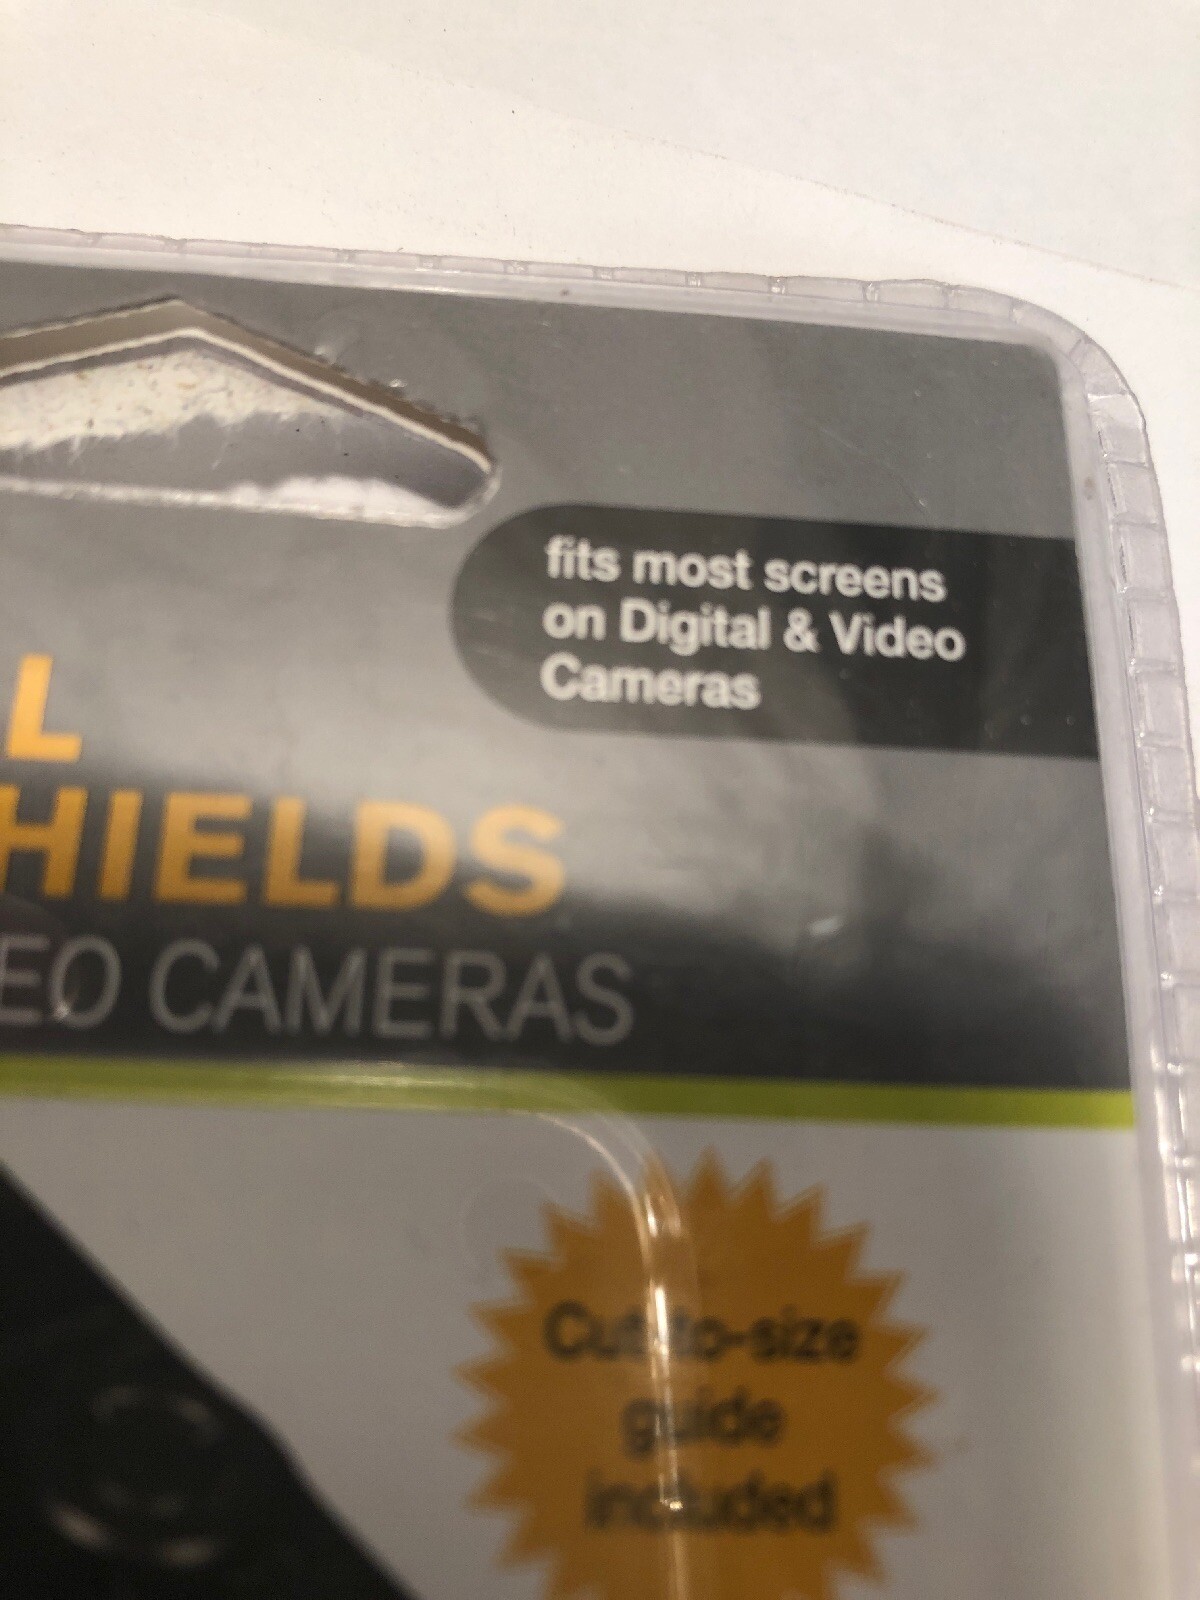 fits most screens
on Digital & Video
Cameras
L
HIELDS
EO CAMERAS
Cut-to-size
guide
included